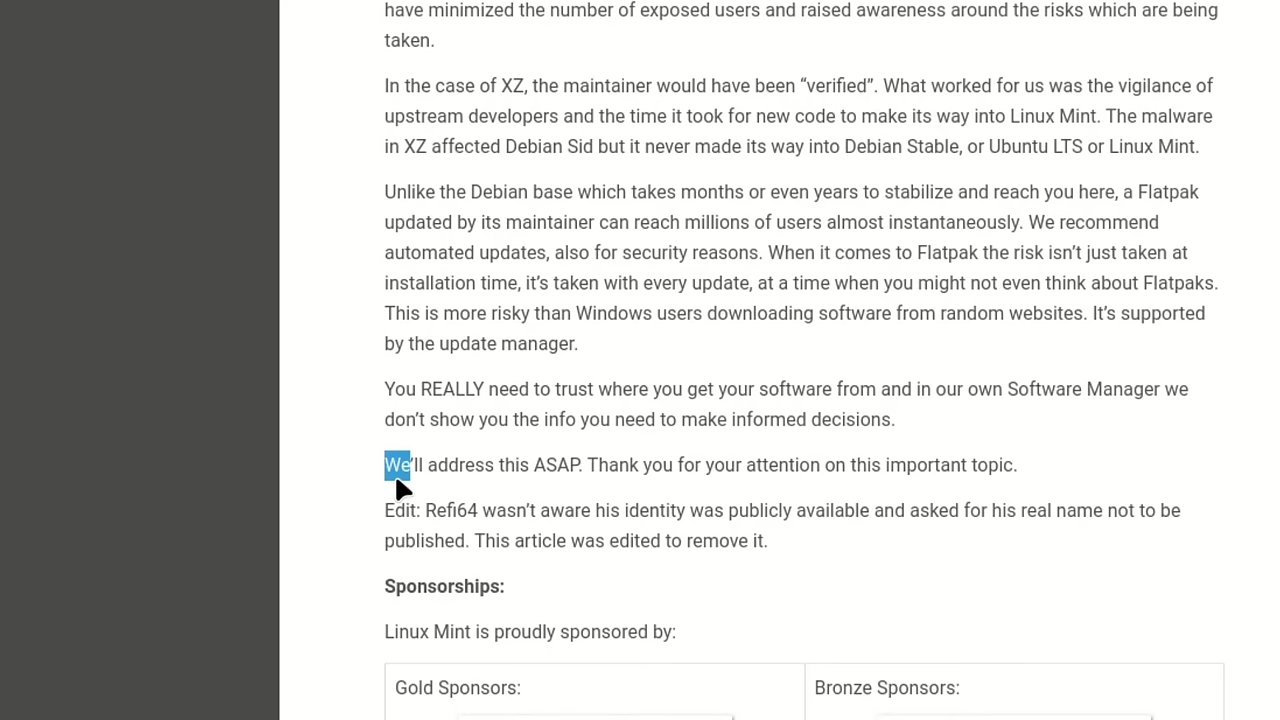 have minimized the number of exposed users and raised awareness around the risks which are being
taken.
In the case of XZ, the maintainer would have been “verified”. What worked for us was the vigilance of
upstream developers and the time it took for new code to make its way into Linux Mint. The malware
in XZ affected Debian Sid but it never made its way into Debian Stable, or Ubuntu LTS or Linux Mint.
Unlike the Debian base which takes months or even years to stabilize and reach you here, a Flatpak
updated by its maintainer can reach millions of users almost instantaneously. We recommend
automated updates, also for security reasons. When it comes to Flatpak the risk isn’t just taken at
installation time, it’s taken with every update, at a time when you might not even think about Flatpaks.
This is more risky than Windows users downloading software from random websites. It’s supported
by the update manager.
You REALLY need to trust where you get your software from and in our own Software Manager we
don’t show you the info you need to make informed decisions.
We’ll address this ASAP. Thank you for your attention on this important topic.
Edit: Refi64 wasn’t aware his identity was publicly available and asked for his real name not to be
published. This article was edited to remove it.
Sponsorships:
Linux Mint is proudly sponsored by:
Gold Sponsors:
Bronze Sponsors: